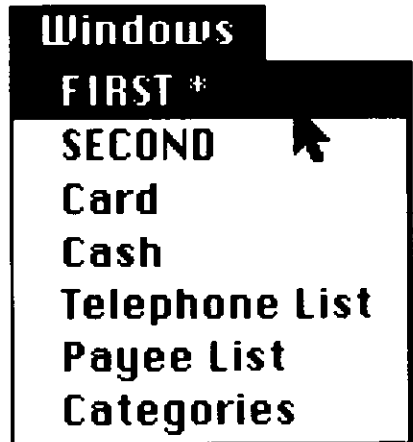 Windows
FIRST *
SECOND
Card
Cash
Telephone List
Payee List
Categories